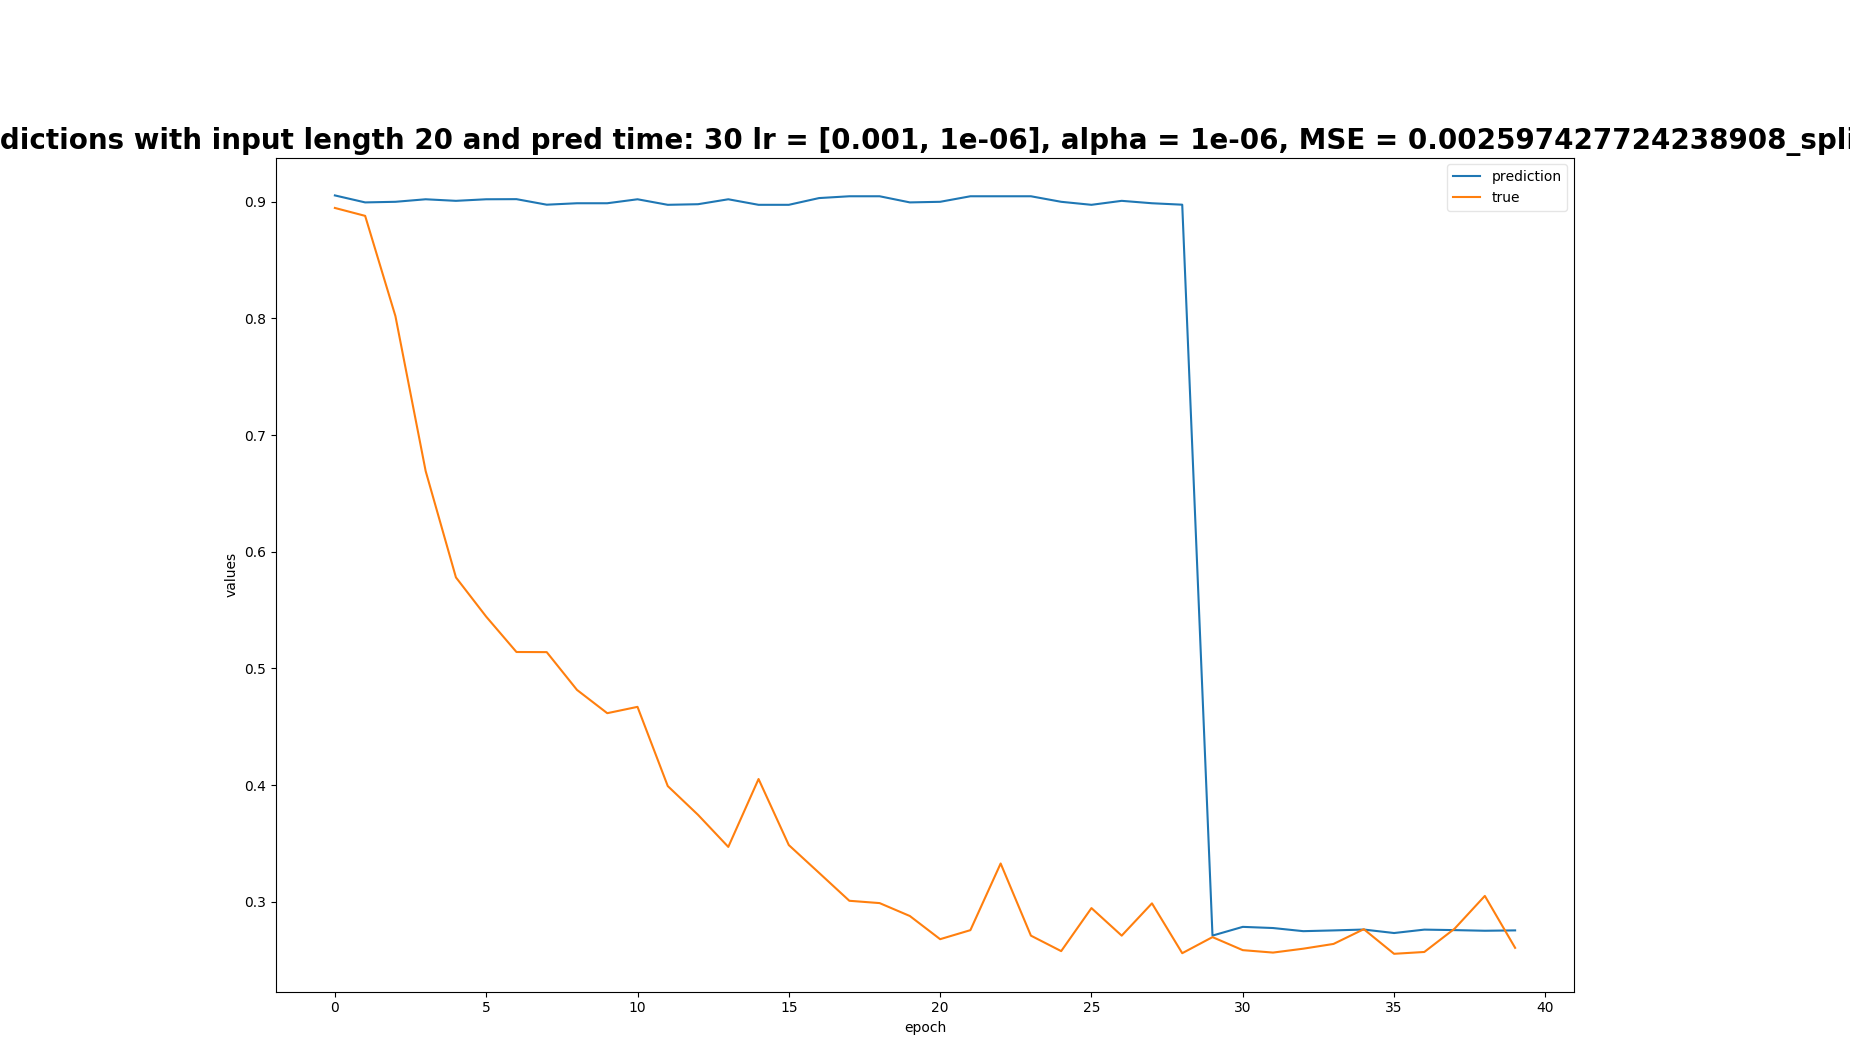 dictions with input length 20 and pred time: 30 lr = [0.001, 1e-06], alpha = 1e-06, MSE = 0.002597427724238908_spli
prediction
true
0.9
0.8
0.7
0.6
0.5
0.4
0.3
values
0 5 10 15 20 25 30 35 40
epoch